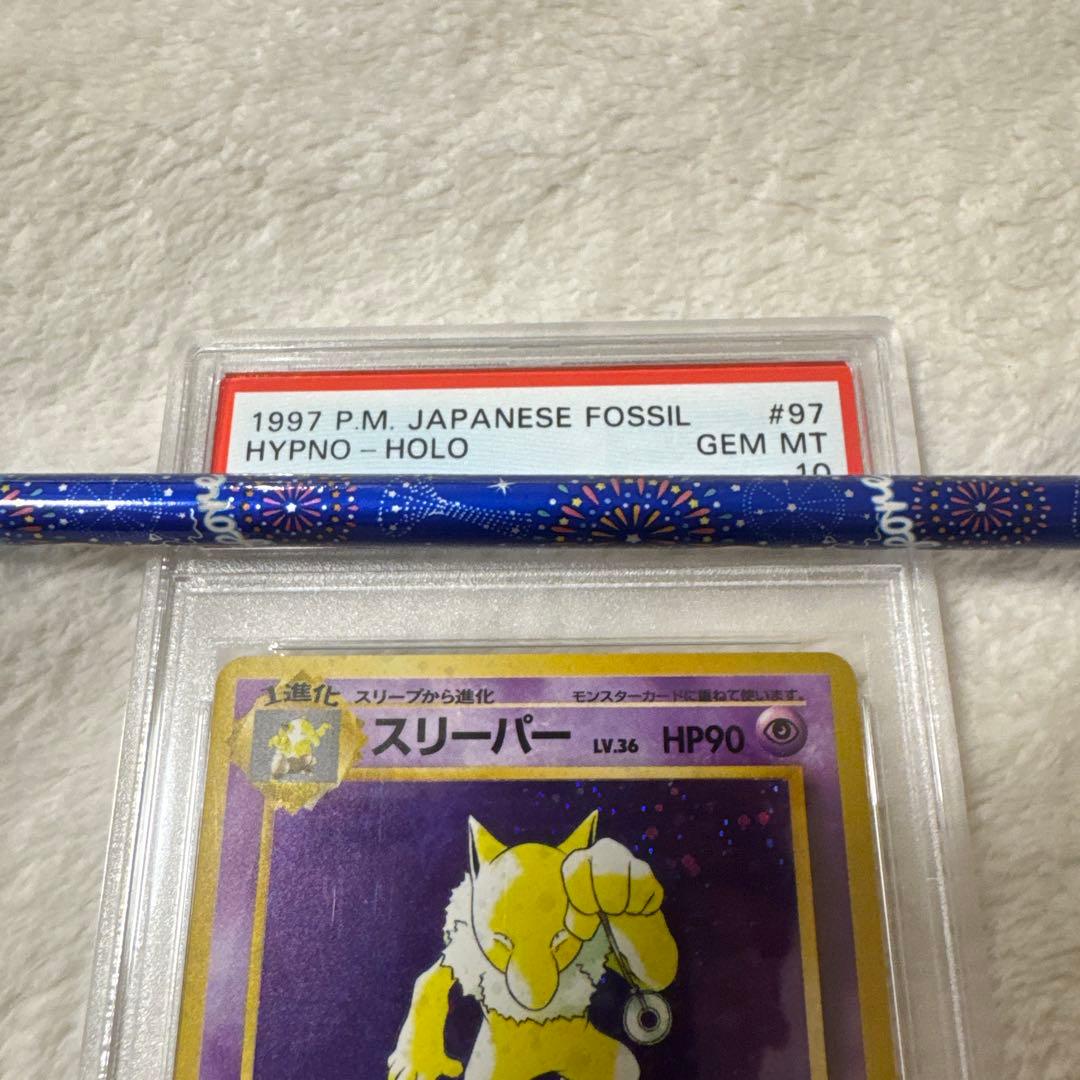 1997 P.M. JAPANESE FOSSIL #97
HYPNO – HOLO GEM MT
10
1進化 スリープから進化 モンスターカードに重ねて使います。
スリーパー LV.36 HP90